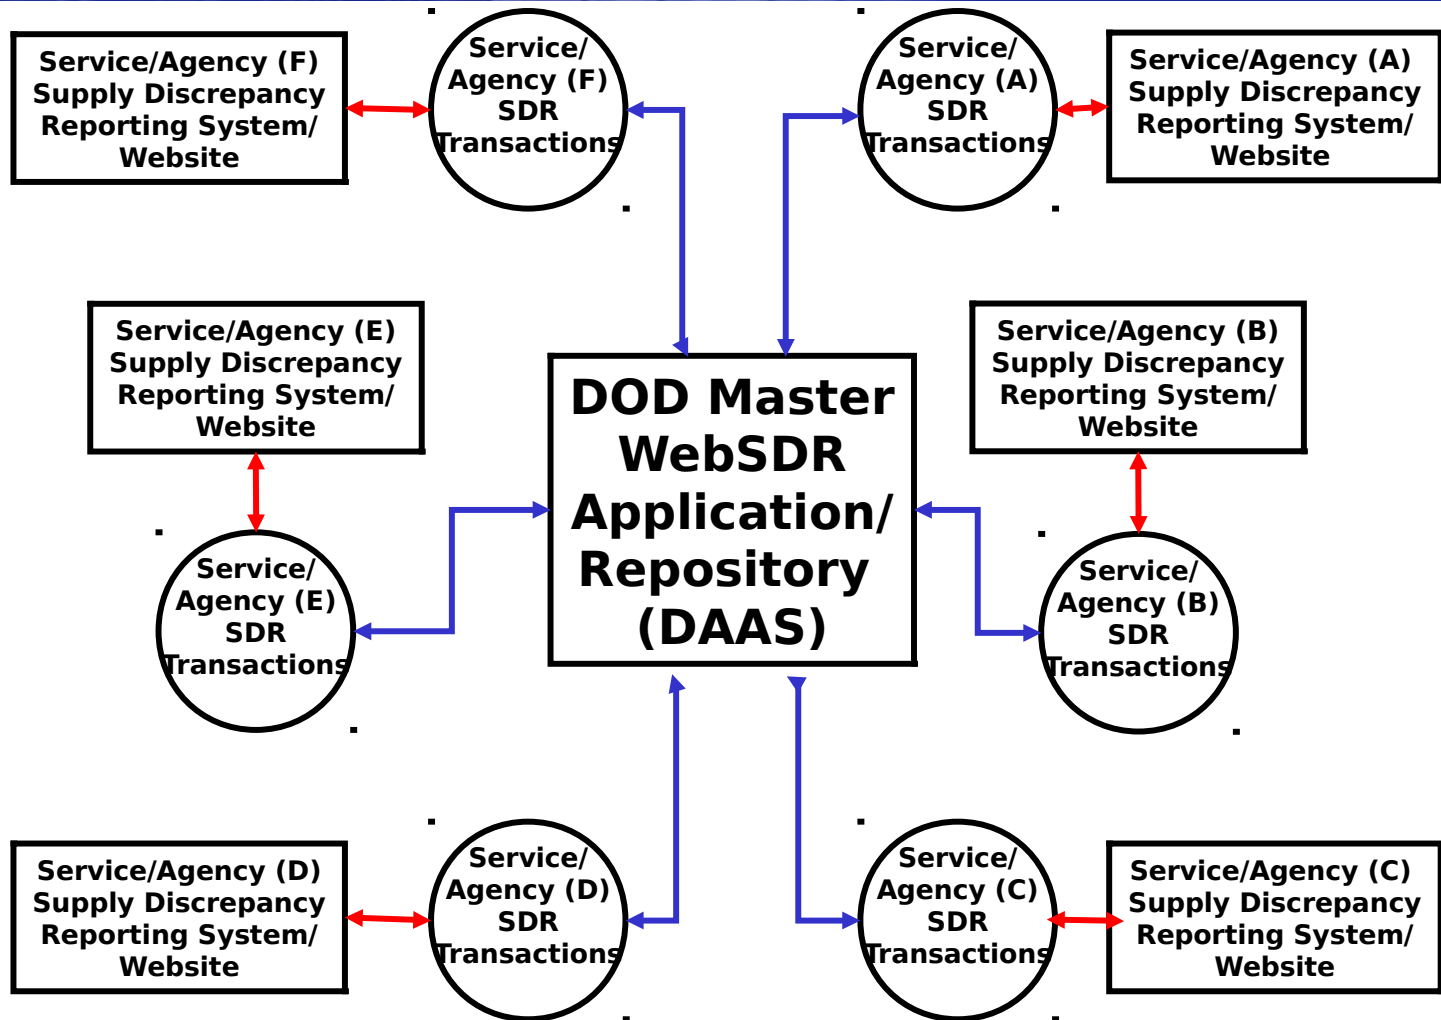 Service/Agency (F)
Supply Discrepancy
Reporting System/
Website
Service/
Agency (F)
SDR
Transactions
Service/
Agency (A)
SDR
Transactions
Service/Agency (A)
Supply Discrepancy
Reporting System/
Website
Service/Agency (E)
Supply Discrepancy
Reporting System/
Website
DOD Master
WebSDR
Application/
Repository
(DAAS)
Service/Agency (B)
Supply Discrepancy
Reporting System/
Website
Service/
Agency (E)
SDR
Transactions
Service/
Agency (B)
SDR
Transactions
Service/Agency (D)
Supply Discrepancy
Reporting System/
Website
Service/
Agency (D)
SDR
Transactions
Service/
Agency (C)
SDR
Transactions
Service/Agency (C)
Supply Discrepancy
Reporting System/
Website